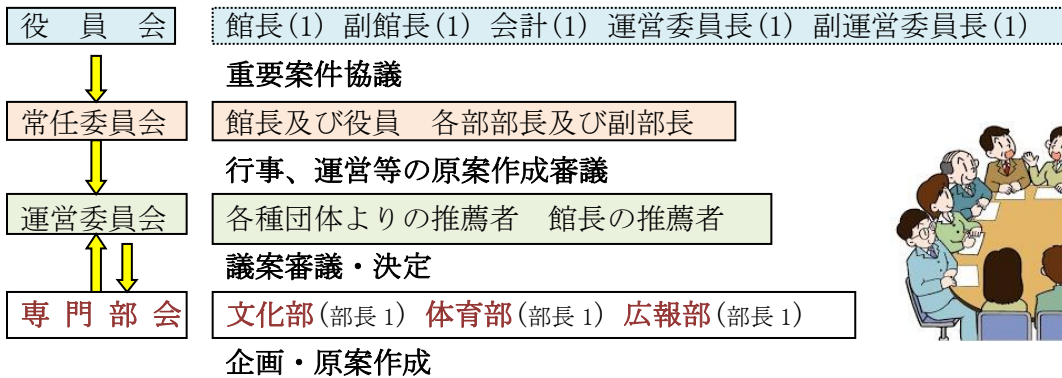 役　員　会　館長(1) 副館長(1) 会計(1) 運営委員長(1) 副運営委員長(1)
重要案件協議
常任委員会　館長及び役員　各部部長及び副部長
行事、運営等の原案作成審議
運営委員会　各種団体よりの推薦者　館長の推薦者
議案審議・決定
専 門 部 会　文化部(部長 1) 体育部(部長 1) 広報部(部長 1)
企画・原案作成